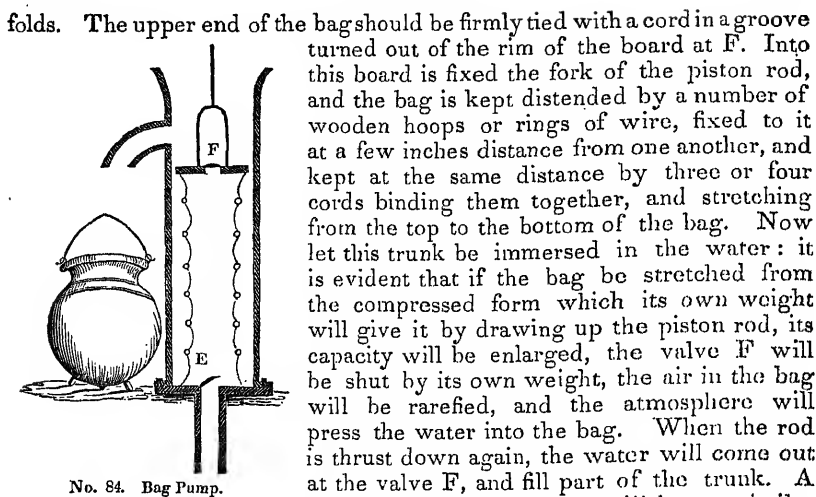 folds. The upper end of the bag should be firmly tied with a cord in a groove
turned out of the rim of the board at F. Into
this board is fixed the fork of the piston rod,
and the bag is kept distended by a number of
wooden hoops or rings of wire, fixed to it
at a few inches distance from one another, and
kept at the same distance by three or four
cords binding them together, and stretching
from the top to the bottom of the bag. Now
let this trunk be immersed in the water: it
is evident that if the bag be stretched from
the compressed form which its own weight
will give it by drawing up the piston rod, its
capacity will be enlarged, the valve F will
be shut by its own weight, the air in the bag
will be rarefied, and the atmosphere will
press the water into the bag. When the rod
is thrust down again, the water will come out
at the valve F, and fill part of the trunk. A
F
E
No. 84. Bag Pump.